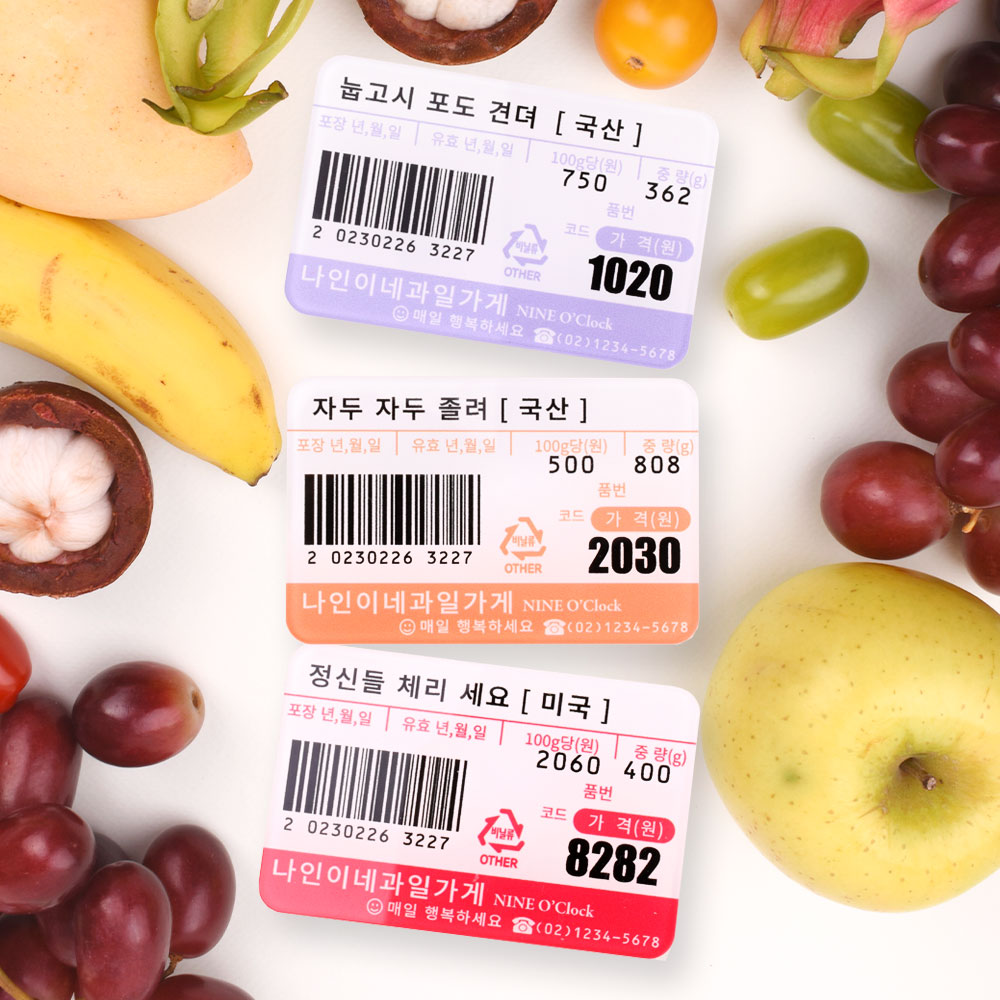 눕고시 포도 견뎌 [ 국산 ]
포장 년,월,일 유효 년,월,일 100g당(원) 중 량(g)
750 362
품번
코드 가 격(원)
2 0230226 3227 비닐류 1020
OTHER
나인이네과일가게 NINE O'Clock
매일 행복하세요 ☎(02)1234-5678
자두 자두 졸려 [ 국산 ]
포장 년,월,일 유효 년,월,일 100g당(원) 중 량(g)
500 808
품번
코드 가 격(원)
2 0230226 3227 비닐류 2030
OTHER
나인이네과일가게 NINE O'Clock
매일 행복하세요 ☎(02)1234-5678
정신들 체리 세요 [ 미국 ]
포장 년,월,일 유효 년,월,일 100g당(원) 중 량(g)
2060 400
품번
코드 가 격(원)
2 0230226 3227 비닐류 8282
OTHER
나인이네과일가게 NINE O'Clock
매일 행복하세요 ☎(02)1234-5678